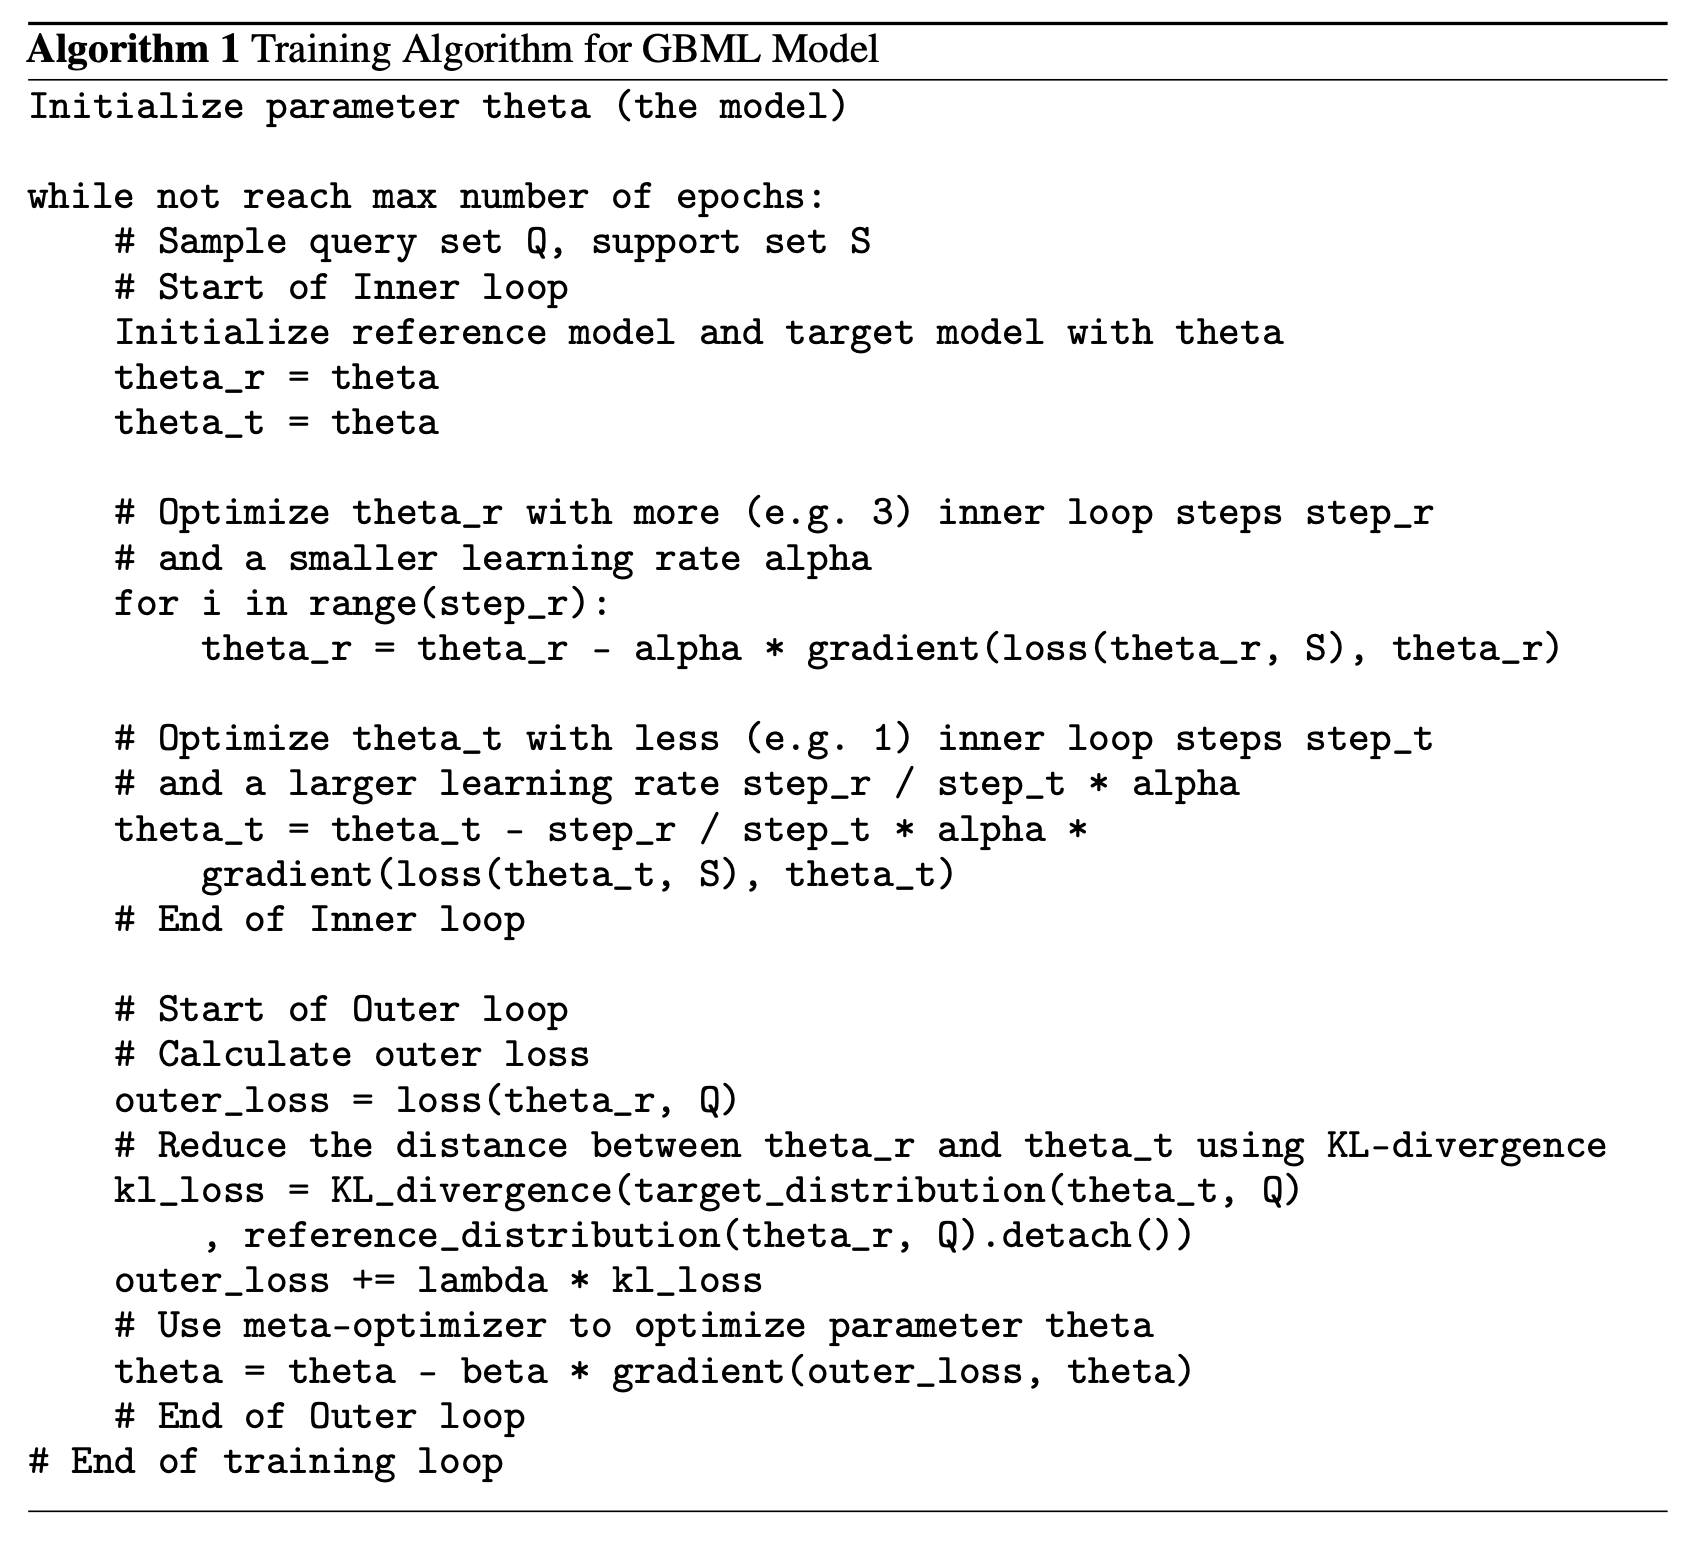 Algorithm 1 Training Algorithm for GBML Model
Initialize parameter theta (the model)
while not reach max number of epochs:
# Sample query set Q, support set S
# Start of Inner loop
Initialize reference model and target model with theta
theta_r = theta
theta_t = theta
# Optimize theta_r with more (e.g. 3) inner loop steps step_r
# and a smaller learning rate alpha
for i in range(step_r):
theta_r = theta_r - alpha * gradient(loss(theta_r, S), theta_r)
# Optimize theta_t with less (e.g. 1) inner loop steps step_t
# and a larger learning rate step_r / step_t * alpha
theta_t = theta_t - step_r / step_t * alpha *
gradient(loss(theta_t, S), theta_t)
# End of Inner loop
# Start of Outer loop
# Calculate outer loss
outer_loss = loss(theta_r, Q)
# Reduce the distance between theta_r and theta_t using KL-divergence
kl_loss = KL_divergence(target_distribution(theta_t, Q)
, reference_distribution(theta_r, Q).detach())
outer_loss += lambda * kl_loss
# Use meta-optimizer to optimize parameter theta
theta = theta - beta * gradient(outer_loss, theta)
# End of Outer loop
# End of training loop